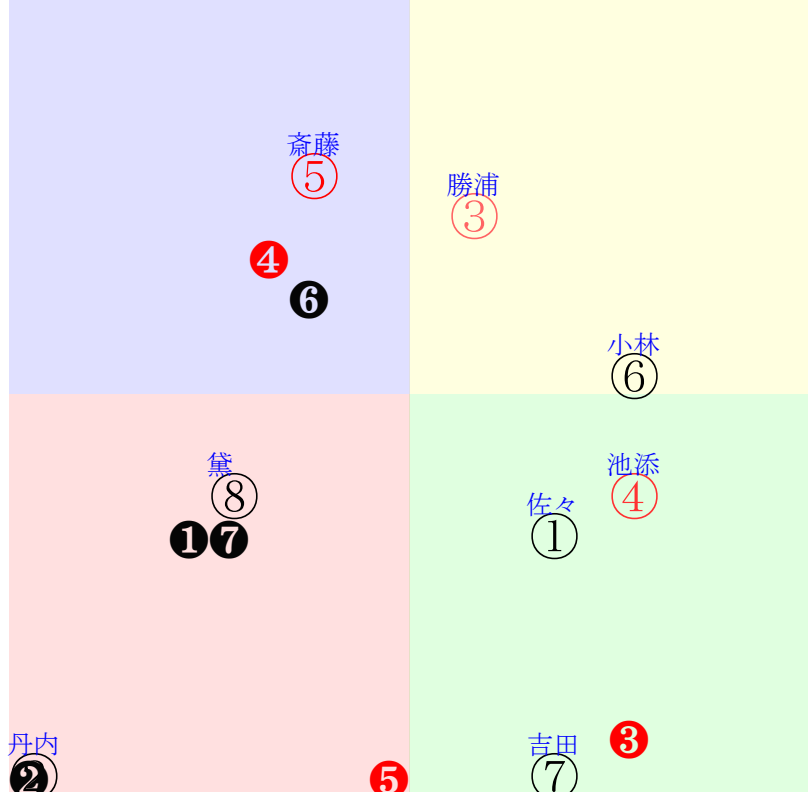 斎藤
⑤
勝浦
③
❹
❻
小林
⑥
黛
⑧
池添
④
佐々
①
❶❼
丹内
②
❷
吉田
⑦
❸
❺